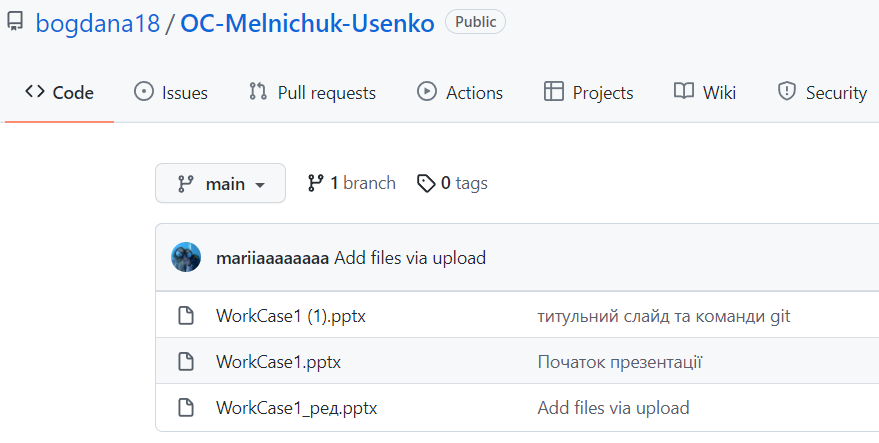 bogdana18 / OC-Melnichuk-Usenko Public
Code Issues Pull requests Actions Projects Wiki Security
main 1 branch 0 tags
mariiaaaaaaaa Add files via upload
WorkCase1 (1).pptx титульний слайд та команди git
WorkCase1.pptx Початок презентації
WorkCase1_ред.pptx Add files via upload